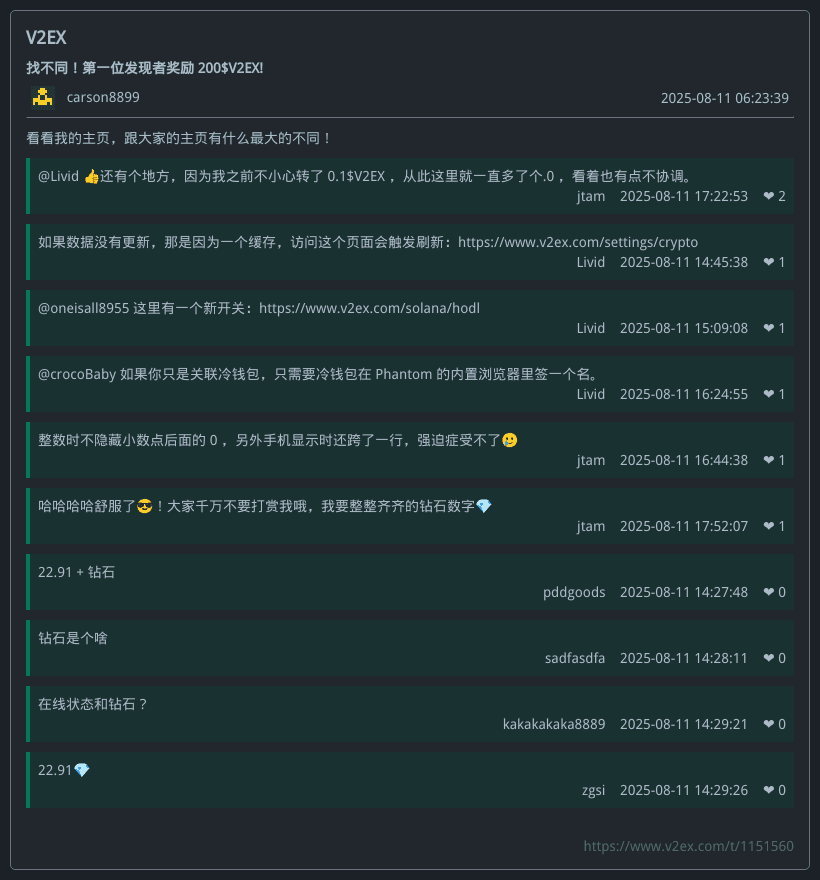 V2EX
找不同！第一位发现者奖励 200$V2EX!
carson8899 2025-08-11 06:23:39
看看我的主页，跟大家的主页有什么最大的不同！
@Livid 👍还有个地方，因为我之前不小心转了 0.1$V2EX ，从此这里就一直多了个.0 ，看着也有点不协调。
jtam 2025-08-11 17:22:53 ❤ 2
如果数据没有更新，那是因为一个缓存，访问这个页面会触发刷新：https://www.v2ex.com/settings/crypto
Livid 2025-08-11 14:45:38 ❤ 1
@oneisall8955 这里有一个新开关：https://www.v2ex.com/solana/hodl
Livid 2025-08-11 15:09:08 ❤ 1
@crocoBaby 如果你只是关联冷钱包，只需要冷钱包在 Phantom 的内置浏览器里签一个名。
Livid 2025-08-11 16:24:55 ❤ 1
整数时不隐藏小数点后面的 0 ，另外手机显示时还跨了一行，强迫症受不了🥲
jtam 2025-08-11 16:44:38 ❤ 1
哈哈哈哈舒服了😎！大家千万不要打赏我哦，我要整整齐齐的钻石数字💎
jtam 2025-08-11 17:52:07 ❤ 1
22.91 + 钻石
pddgoods 2025-08-11 14:27:48 ❤ 0
钻石是个啥
sadfasdfa 2025-08-11 14:28:11 ❤ 0
在线状态和钻石？
kakakakaka8889 2025-08-11 14:29:21 ❤ 0
22.91💎
zgsi 2025-08-11 14:29:26 ❤ 0
https://www.v2ex.com/t/1151560